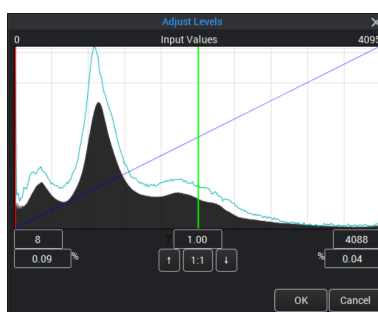 Adjust Levels
0 Input Values 4095
8 γ 1.00 4088
0.09 % ↑ 1:1 ↓ % 0.04
OK Cancel